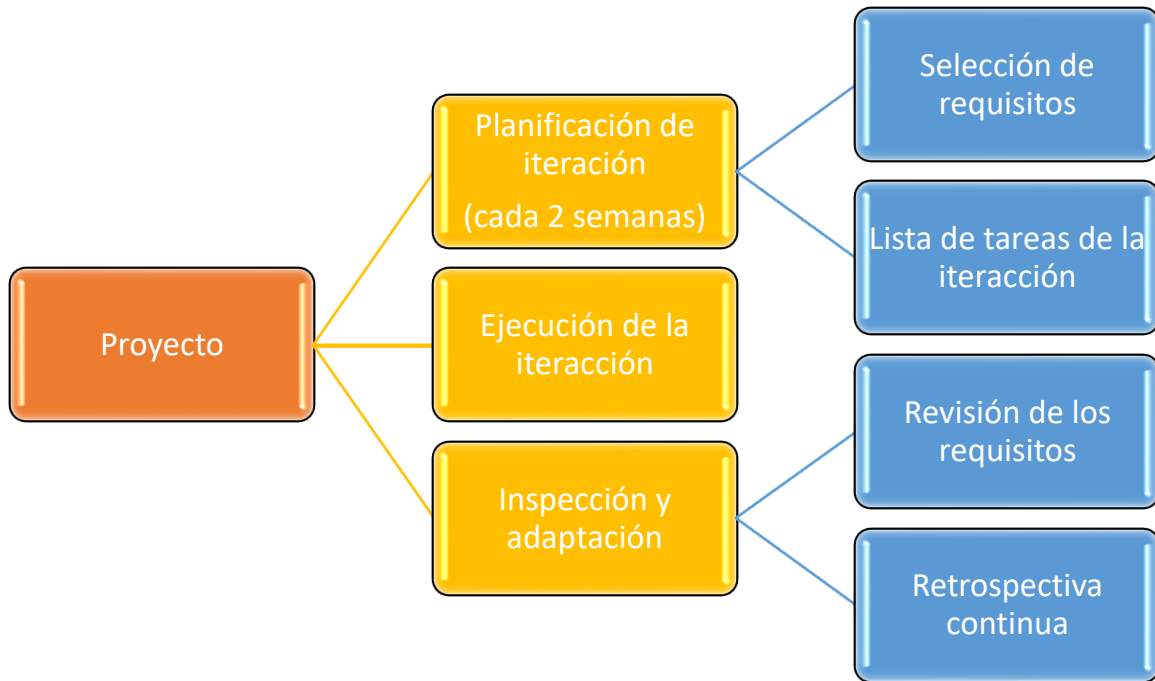 Proyecto
Planificación de
iteración
(cada 2 semanas)
Selección de
requisitos
Lista de tareas de la
iteracción
Ejecución de la
iteracción
Inspección y
adaptación
Revisión de los
requisitos
Retrospectiva
continua